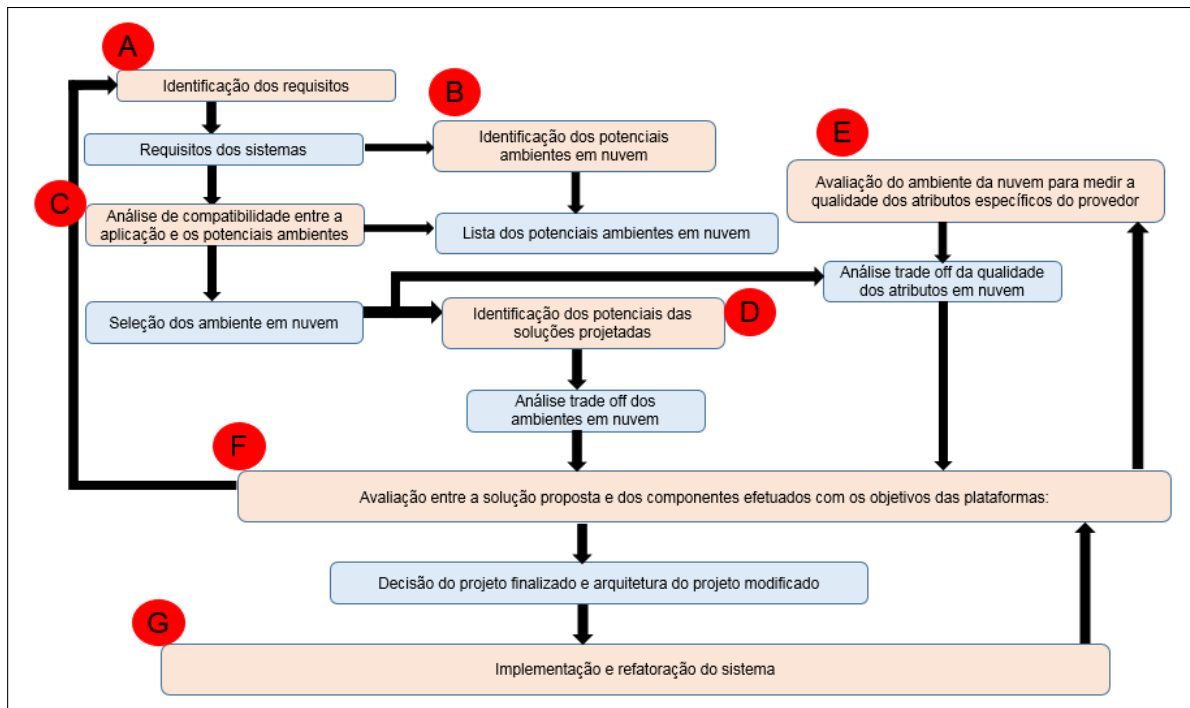 A
Identificação dos requisitos
B
Identificação dos potenciais
ambientes em nuvem
Requisitos dos sistemas
E
Avaliação do ambiente da nuvem para medir a
qualidade dos atributos específicos do provedor
C
Análise de compatibilidade entre a
aplicação e os potenciais ambientes
Lista dos potenciais ambientes em nuvem
Análise trade off da qualidade
dos atributos em nuvem
Seleção dos ambiente em nuvem
Identificação dos potenciais das
soluções projetadas
D
Análise trade off dos
ambientes em nuvem
F
Avaliação entre a solução proposta e dos componentes efetuados com os objetivos das plataformas:
Decisão do projeto finalizado e arquitetura do projeto modificado
G
Implementação e refatoração do sistema